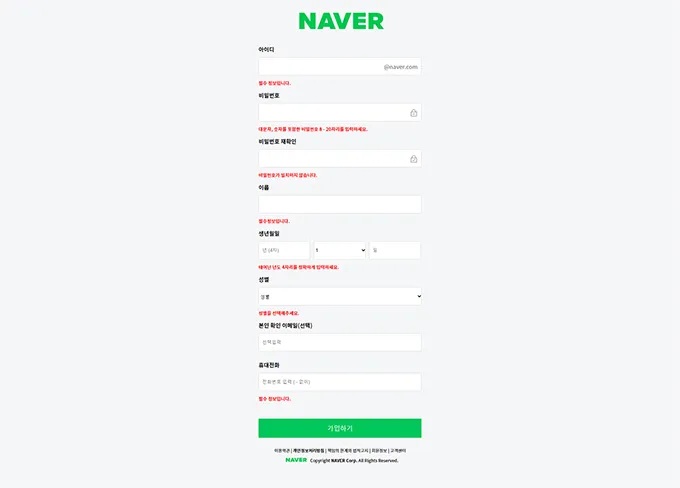 NAVER
아이디
@naver.com
필수 정보입니다.
비밀번호
대문자, 숫자를 포함한 비밀번호 8 - 20자리를 입력하세요.
비밀번호 재확인
비밀번호가 일치하지 않습니다.
이름
필수정보입니다.
생년월일
년 (4자) 월 일
태어난 년도 4자리를 정확하게 입력하세요.
성별
성별
성별을 선택해주세요.
본인 확인 이메일(선택)
선택입력
휴대전화
전화번호 입력 ( - 없이)
필수 정보입니다.
가입하기
이용약관 | 개인정보처리방침 | 책임의 한계와 법적고지 | 회원정보 | 고객센터
NAVER Copyright NAVER Corp. All Rights Reserved.